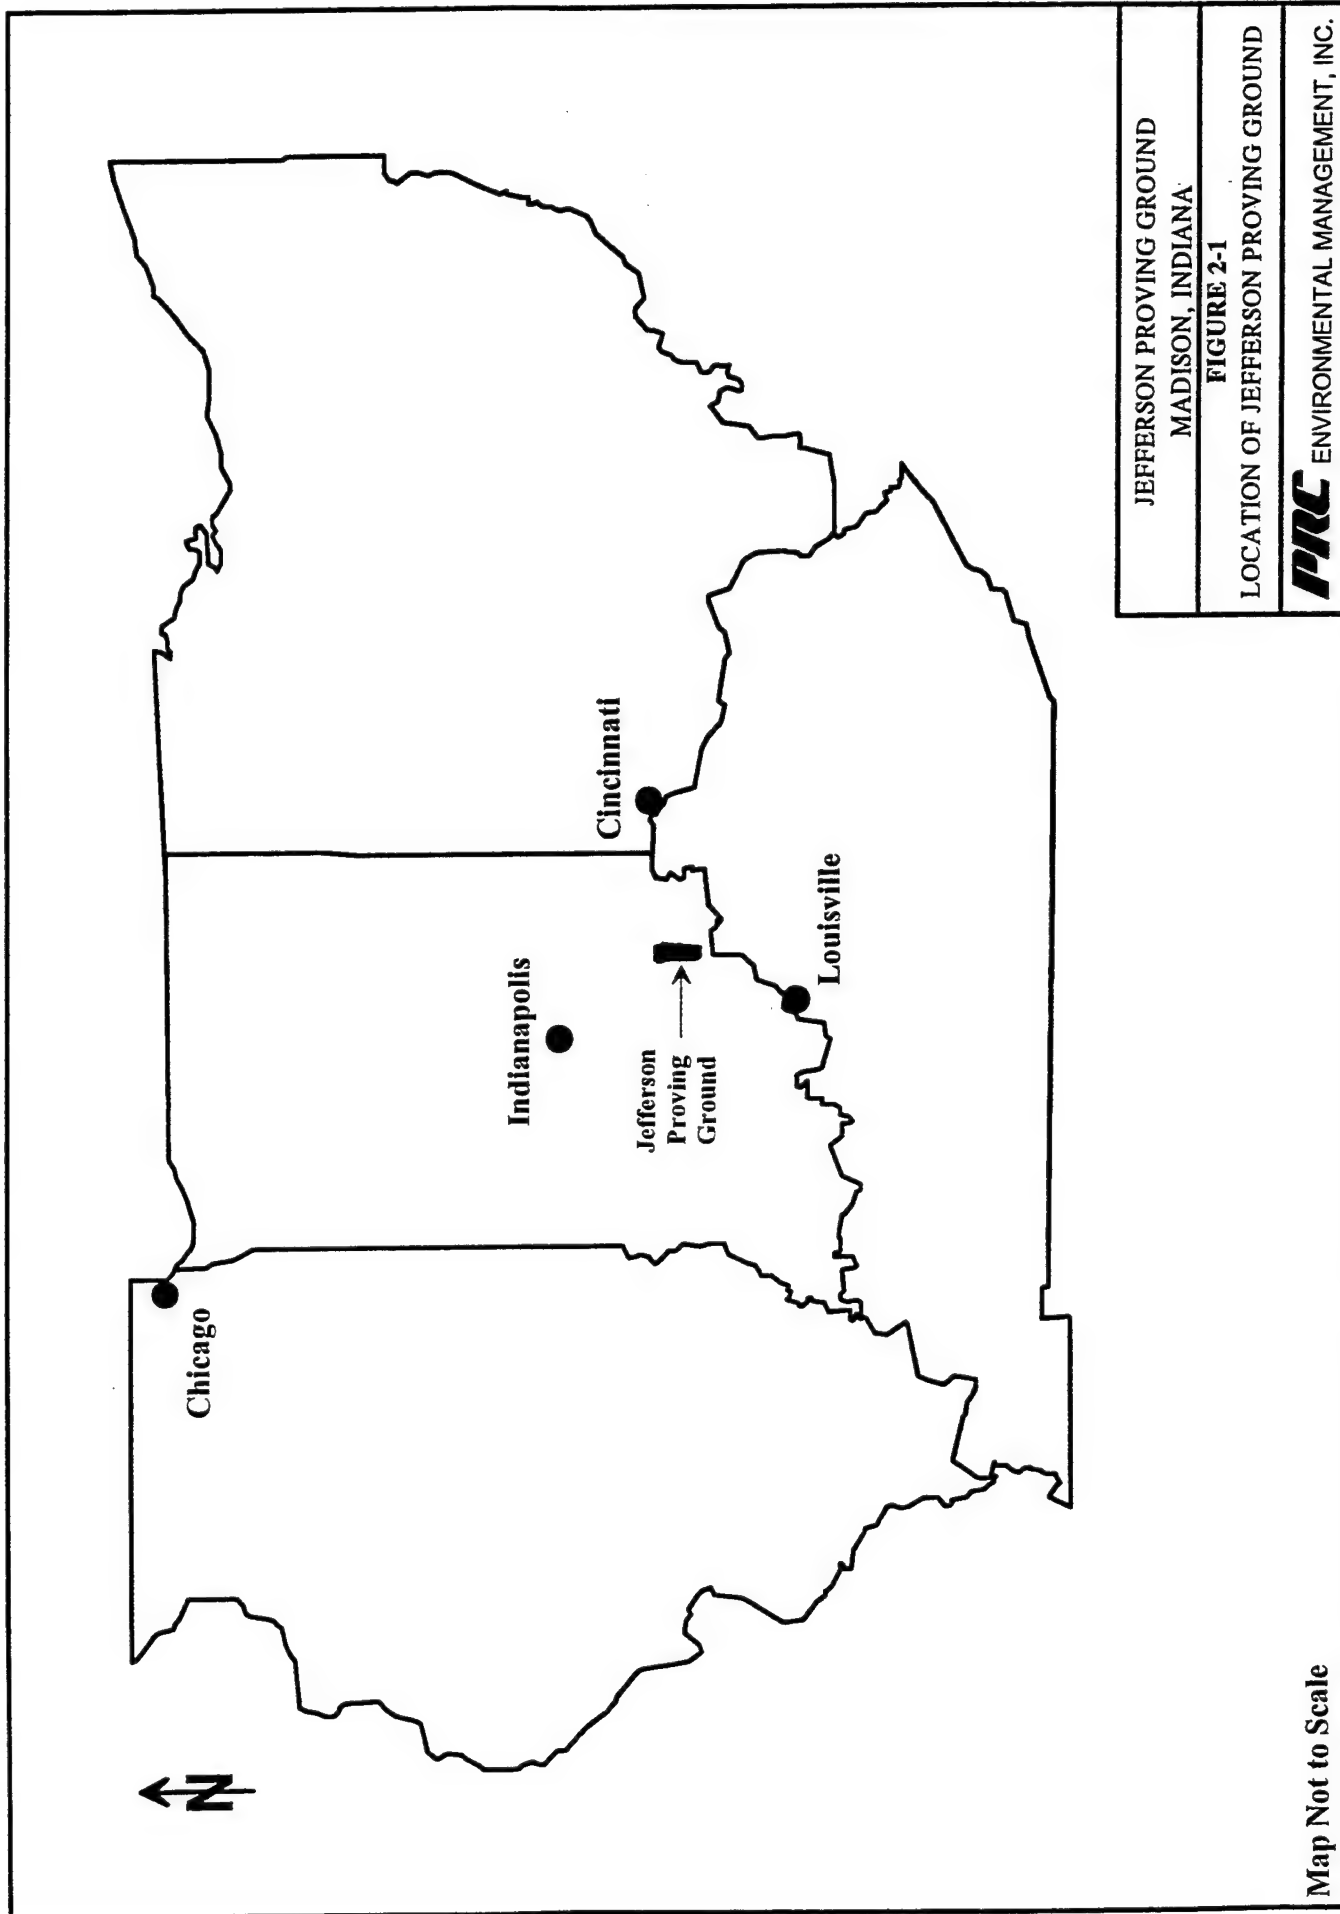 Chicago
Indianapolis
Cincinnati
Jefferson
Proving
Ground
Louisville
N
Map Not to Scale
JEFFERSON PROVING GROUND
MADISON, INDIANA
FIGURE 2-1
LOCATION OF JEFFERSON PROVING GROUND
PRC ENVIRONMENTAL MANAGEMENT, INC.